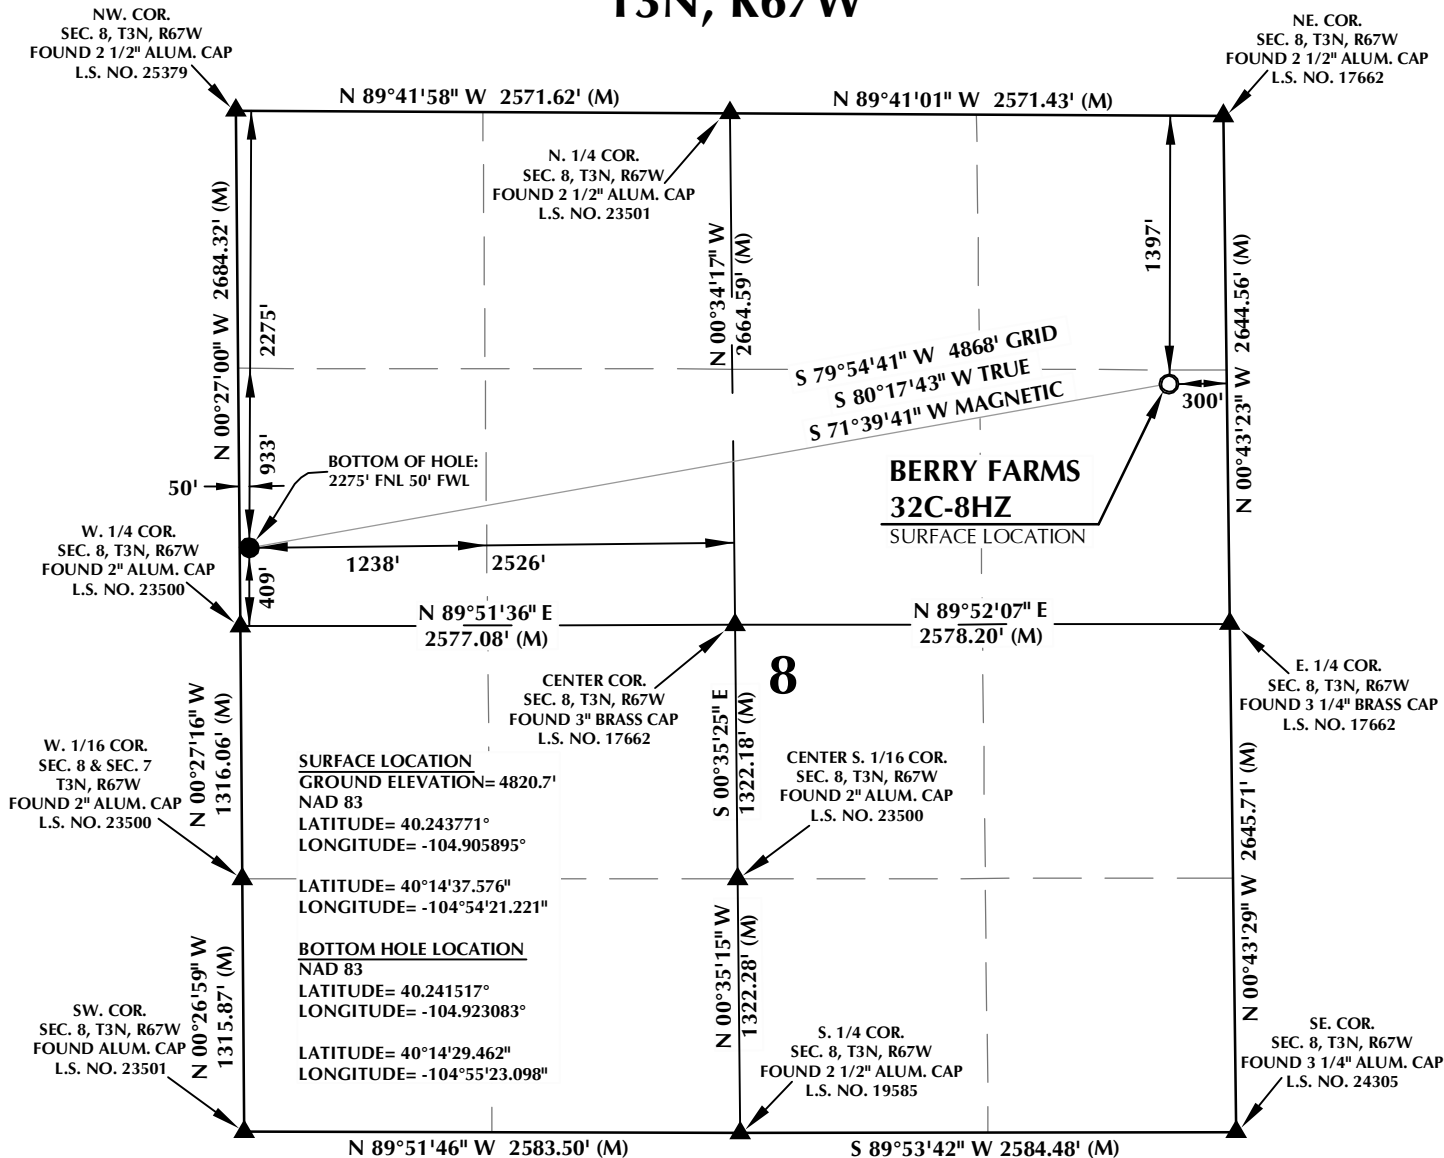 T3N, R67W
NW. COR.
SEC. 8, T3N, R67W
FOUND 2 1/2" ALUM. CAP
L.S. NO. 25379
NE. COR.
SEC. 8, T3N, R67W
FOUND 2 1/2" ALUM. CAP
L.S. NO. 17662
N 89°41'58" W 2571.62' (M)
N 89°41'01" W 2571.43' (M)
N. 1/4 COR.
SEC. 8, T3N, R67W
FOUND 2 1/2" ALUM. CAP
L.S. NO. 23501
N 00°27'00" W 2684.32' (M)
2275'
933'
N 00°34'17" W
2664.59' (M)
1397'
N 00°43'23" W 2644.56' (M)
S 79°54'41" W 4868' GRID
S 80°17'43" W TRUE
S 71°39'41" W MAGNETIC
300'
BERRY FARMS
32C-8HZ
SURFACE LOCATION
BOTTOM OF HOLE:
2275' FNL 50' FWL
50'
W. 1/4 COR.
SEC. 8, T3N, R67W
FOUND 2" ALUM. CAP
L.S. NO. 23500
1238'
2526'
409'
N 89°51'36" E
2577.08' (M)
N 89°52'07" E
2578.20' (M)
8
CENTER COR.
SEC. 8, T3N, R67W
FOUND 3" BRASS CAP
L.S. NO. 17662
E. 1/4 COR.
SEC. 8, T3N, R67W
FOUND 3 1/4" BRASS CAP
L.S. NO. 17662
N 00°27'16" W
1316.06' (M)
S 00°35'25" E
1322.18' (M)
W. 1/16 COR.
SEC. 8 & SEC. 7
T3N, R67W
FOUND 2" ALUM. CAP
L.S. NO. 23500
CENTER S. 1/16 COR.
SEC. 8, T3N, R67W
FOUND 2" ALUM. CAP
L.S. NO. 23500
SURFACE LOCATION
GROUND ELEVATION= 4820.7'
NAD 83
LATITUDE= 40.243771°
LONGITUDE= -104.905895°
LATITUDE= 40°14'37.576"
LONGITUDE= -104°54'21.221"
BOTTOM HOLE LOCATION
NAD 83
LATITUDE= 40.241517°
LONGITUDE= -104.923083°
LATITUDE= 40°14'29.462"
LONGITUDE= -104°55'23.098"
N 00°43'29" W 2645.71' (M)
N 00°26'59" W
1315.87' (M)
N 00°35'15" W
1322.28' (M)
SW. COR.
SEC. 8, T3N, R67W
FOUND ALUM. CAP
L.S. NO. 23501
S. 1/4 COR.
SEC. 8, T3N, R67W
FOUND 2 1/2" ALUM. CAP
L.S. NO. 19585
SE. COR.
SEC. 8, T3N, R67W
FOUND 3 1/4" ALUM. CAP
L.S. NO. 24305
N 89°51'46" W 2583.50' (M)
S 89°53'42" W 2584.48' (M)